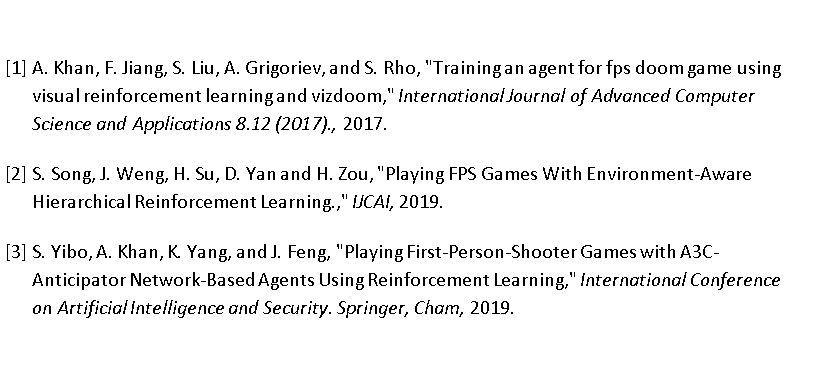 [1] A. Khan, F. Jiang, S. Liu, A. Grigoriev, and S. Rho, "Training an agent for fps doom game using
visual reinforcement learning and vizdoom," International Journal of Advanced Computer
Science and Applications 8.12 (2017)., 2017.
[2] S. Song, J. Weng, H. Su, D. Yan and H. Zou, "Playing FPS Games With Environment-Aware
Hierarchical Reinforcement Learning.," IJCAI, 2019.
[3] S. Yibo, A. Khan, K. Yang, and J. Feng, "Playing First-Person-Shooter Games with A3C-
Anticipator Network-Based Agents Using Reinforcement Learning," International Conference
on Artificial Intelligence and Security. Springer, Cham, 2019.